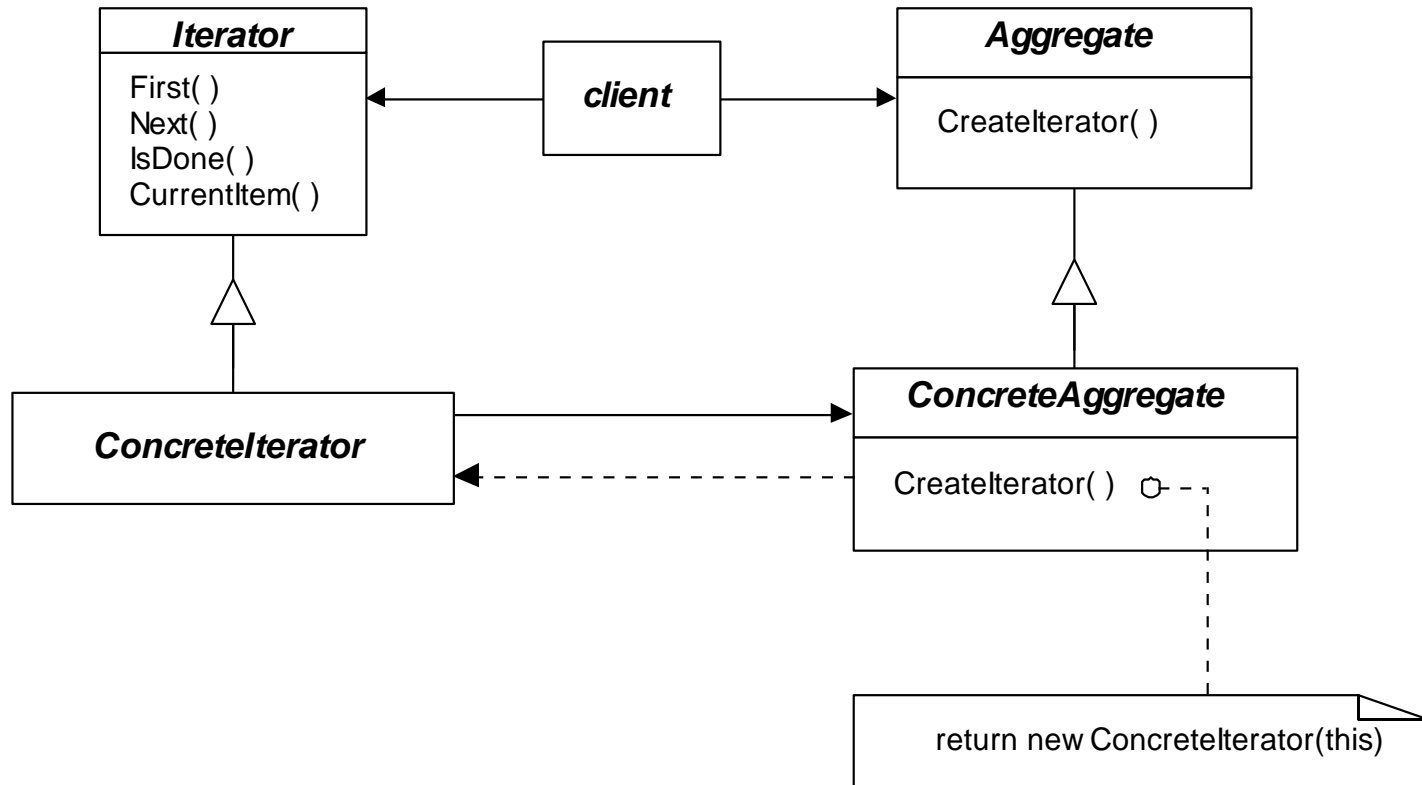 Iterator
First( )
Next( )
IsDone( )
CurrentItem( )
client
Aggregate
CreateIterator( )
ConcreteIterator
ConcreteAggregate
CreateIterator( )
return new ConcreteIterator(this)